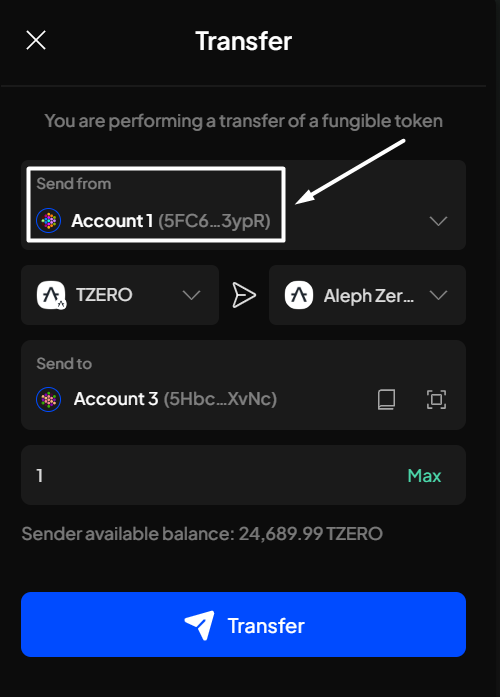 Transfer
You are performing a transfer of a fungible token
Send from
Account 1 (5FC6...3ypR)
TZERO
Aleph Zer...
Send to
Account 3 (5Hbc...XvNc)
1
Max
Sender available balance: 24,689.99 TZERO
Transfer